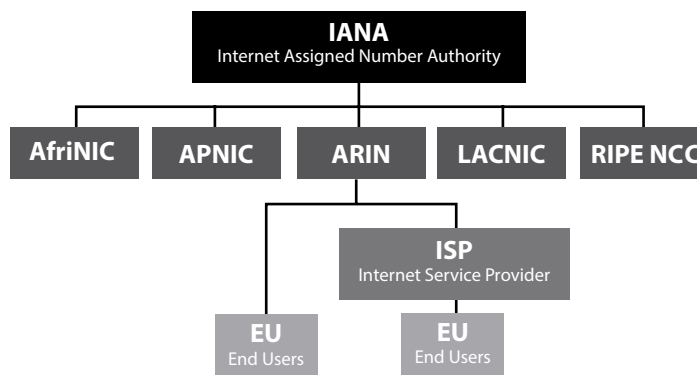 IANA
Internet Assigned Number Authority
AfriNIC
APNIC
ARIN
LACNIC
RIPE NCC
ISP
Internet Service Provider
EU
End Users
EU
End Users